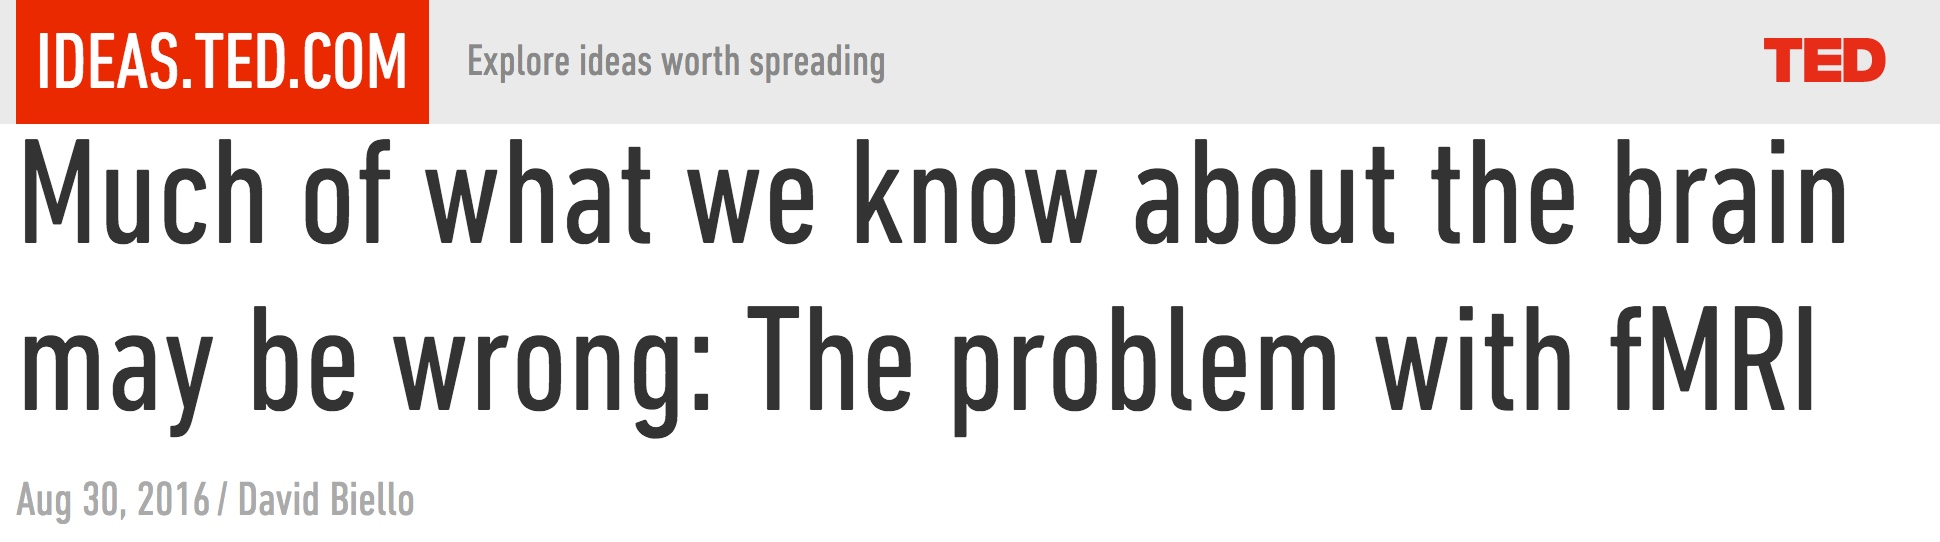 IDEAS.TED.COM Explore ideas worth spreading TED
Much of what we know about the brain
may be wrong: The problem with fMRI
Aug 30, 2016 / David Biello